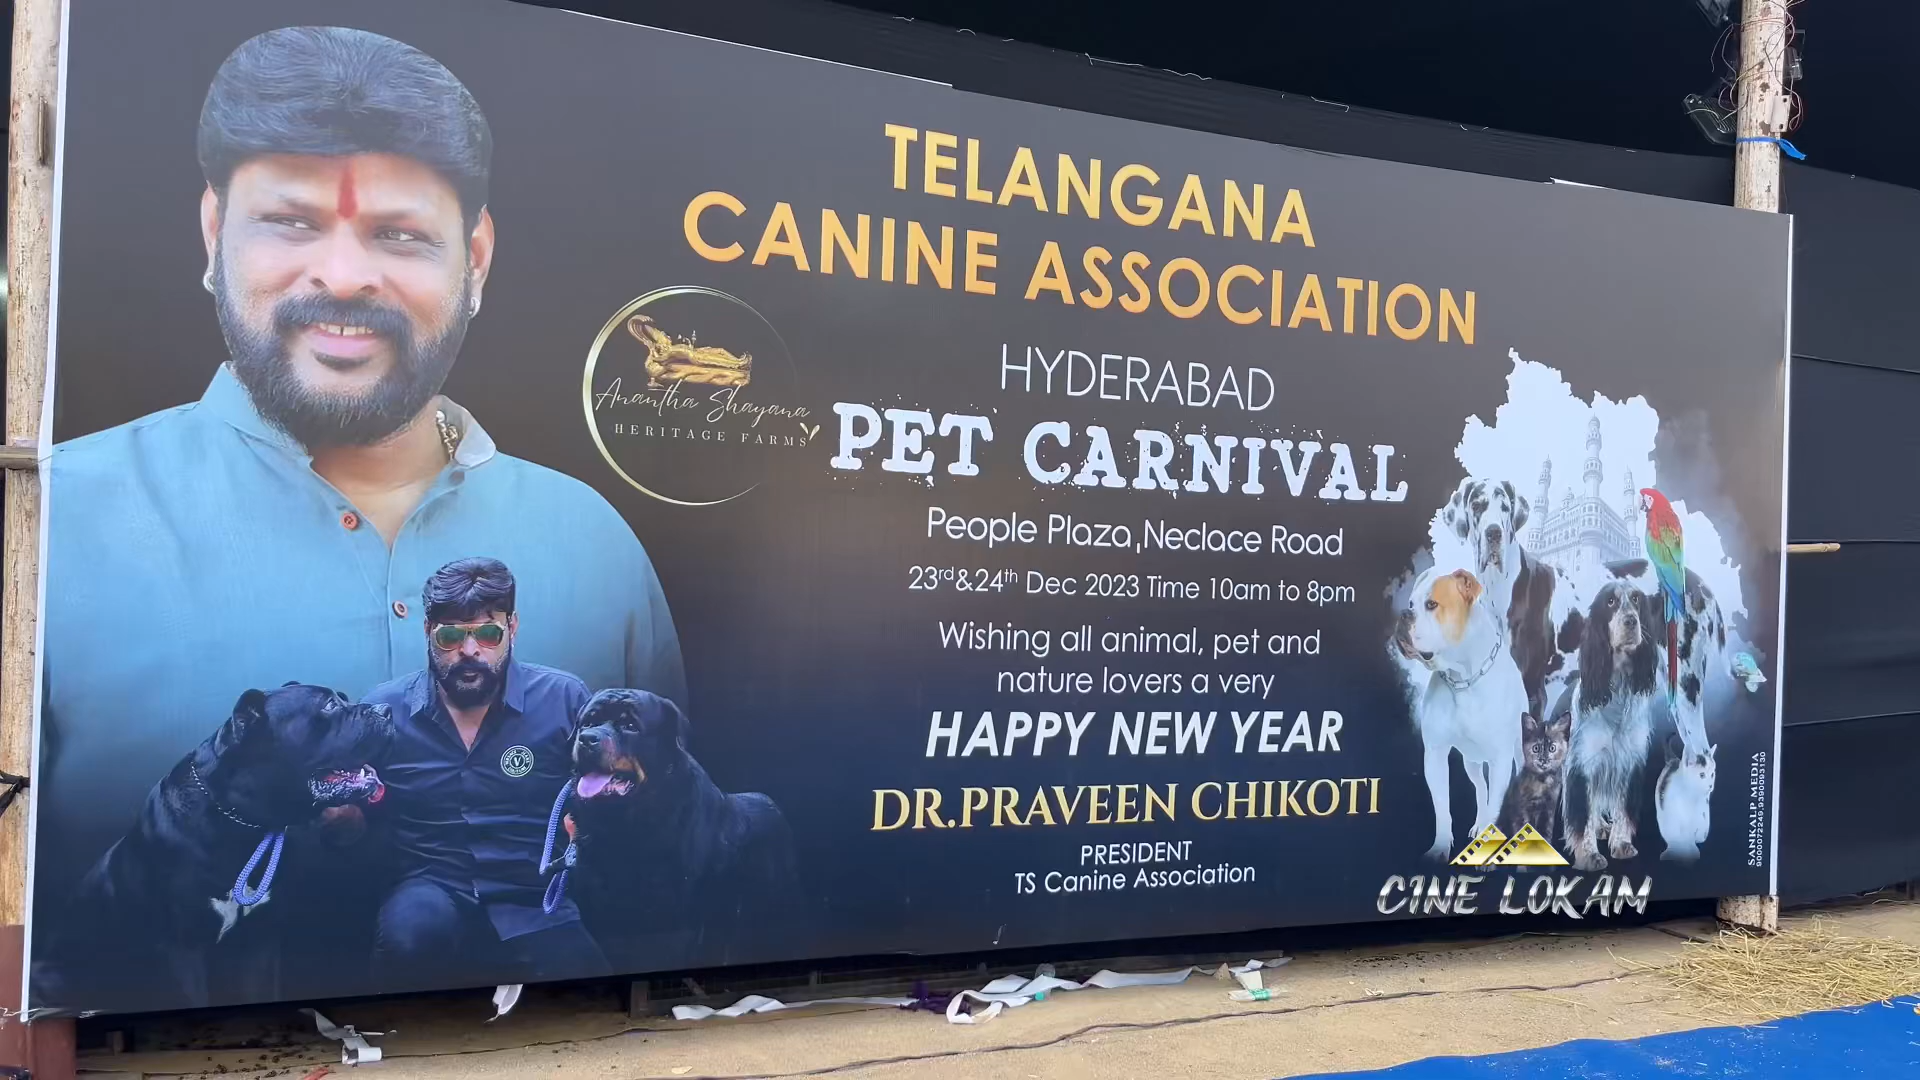 TELANGANA
CANINE ASSOCIATION
Anantha Shayana
HERITAGE FARMS
HYDERABAD
PET CARNIVAL
People Plaza,Neclace Road
23rd&24th Dec 2023 Time 10am to 8pm
Wishing all animal, pet and
nature lovers a very
HAPPY NEW YEAR
DR.PRAVEEN CHIKOTI
PRESIDENT
TS Canine Association
CINE LOKAM
SANKALP MEDIA